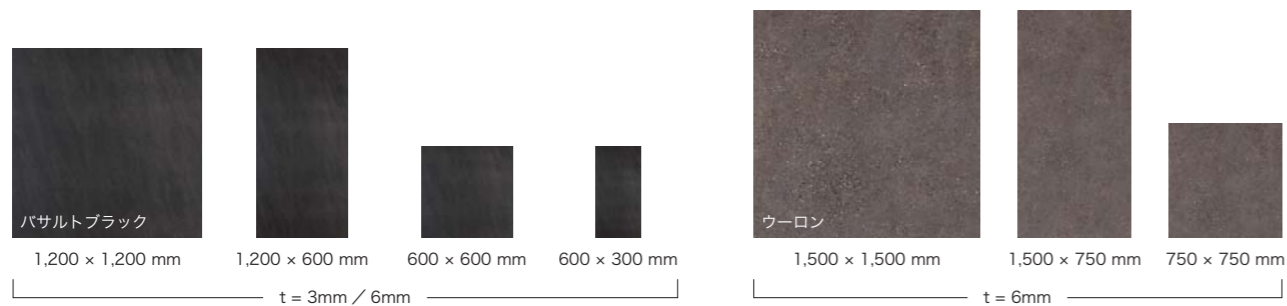 バサルトブラック
1,200 × 1,200 mm
1,200 × 600 mm
600 × 600 mm
600 × 300 mm
t = 3mm ／ 6mm
ウーロン
1,500 × 1,500 mm
1,500 × 750 mm
750 × 750 mm
t = 6mm